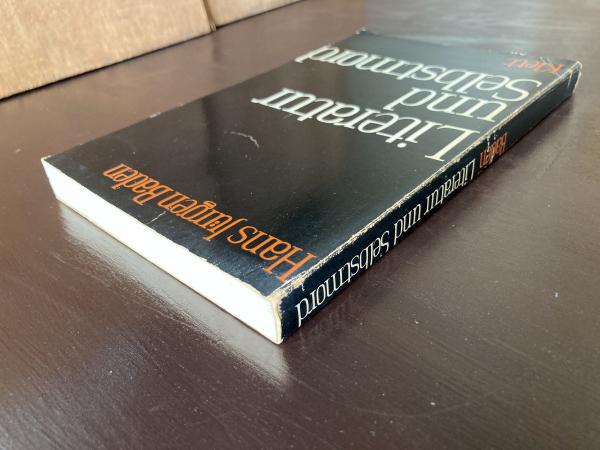 Hans Jürgen Baden
Literatur
und
Selbstmord
Klett
Baden Literatur und Selbstmord